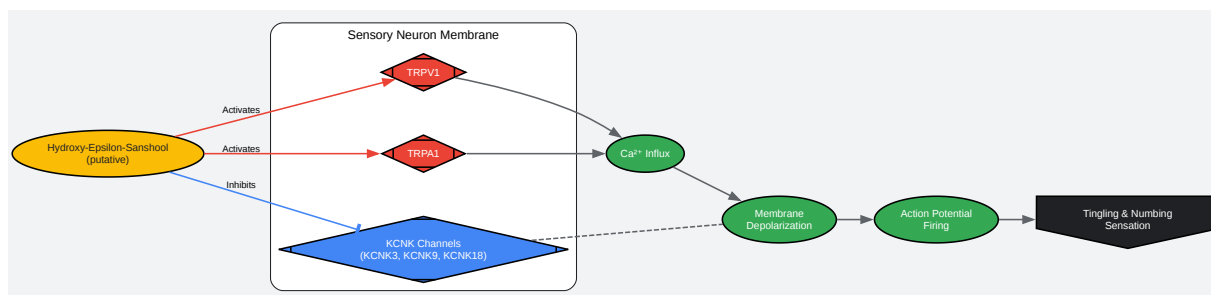 Sensory Neuron Membrane
TRPV1
Activates
Hydroxy-Epsilon-Sanshool
(putative)
Activates
TRPA1
Ca²⁺ Influx
Inhibits
KCNK Channels
(KCNK3, KCNK9, KCNK18)
Membrane
Depolarization
Action Potential
Firing
Tingling & Numbing
Sensation